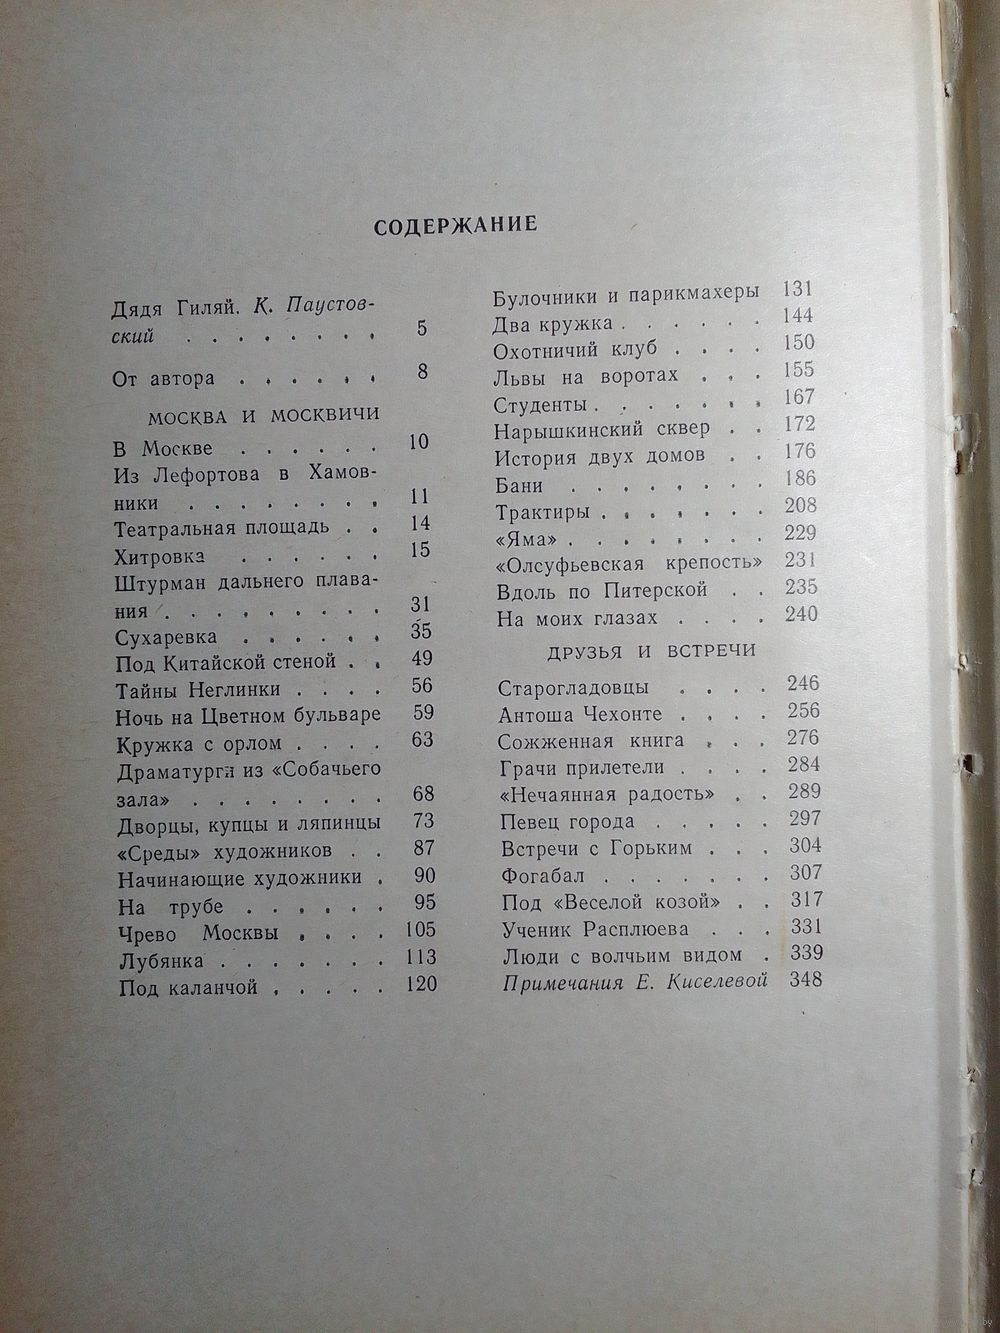 СОДЕРЖАНИЕ
Дядя Гиляй. К. Паустов-
ский . . . . . . . . 5
От автора . . . . . . 8
МОСКВА И МОСКВИЧИ
В Москве . . . . . . 10
Из Лефортова в Хамов-
ники . . . . . . . . 11
Театральная площадь . . 14
Хитровка . . . . . . 15
Штурман дальнего плава-
ния . . . . . . . . . 31
Сухаревка . . . . . . 35
Под Китайской стеной . . 49
Тайны Неглинки . . . . 56
Ночь на Цветном бульваре 59
Кружка с орлом . . . . 63
Драматурги из «Собачьего
зала» . . . . . . . . 68
Дворцы, купцы и ляпинцы 73
«Среды» художников . . 87
Начинающие художники . 90
На трубе . . . . . . 95
Чрево Москвы . . . . 105
Лубянка . . . . . . . 113
Под каланчой . . . . . 120
Булочники и парикмахеры 131
Два кружка . . . . . . 144
Охотничий клуб . . . . 150
Львы на воротах . . . 155
Студенты . . . . . . . 167
Нарышкинский сквер . . 172
История двух домов . . 176
Бани . . . . . . . . 186
Трактиры . . . . . . . 208
«Яма» . . . . . . . . 229
«Олсуфьевская крепость» 231
Вдоль по Питерской . . 235
На моих глазах . . . . 240
ДРУЗЬЯ И ВСТРЕЧИ
Старогладовцы . . . . 246
Антоша Чехонте . . . . 256
Сожженная книга . . . 276
Грачи прилетели . . . . 284
«Нечаянная радость» . . 289
Певец города . . . . . 297
Встречи с Горьким . . . 304
Фогабал . . . . . . . 307
Под «Веселой козой» . . 317
Ученик Расплюева . . . 331
Люди с волчьим видом . 339
Примечания Е. Киселевой 348